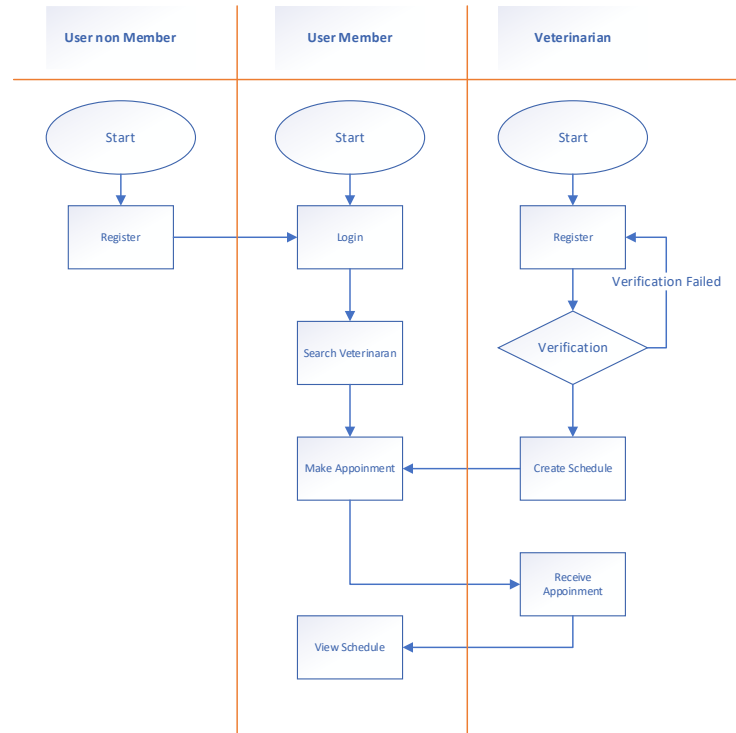 User non Member
User Member
Veterinarian
Start
Start
Start
Register
Login
Register
Verification Failed
Search Veterinaran
Verification
Make Appoinment
Create Schedule
Receive
Appoinment
View Schedule